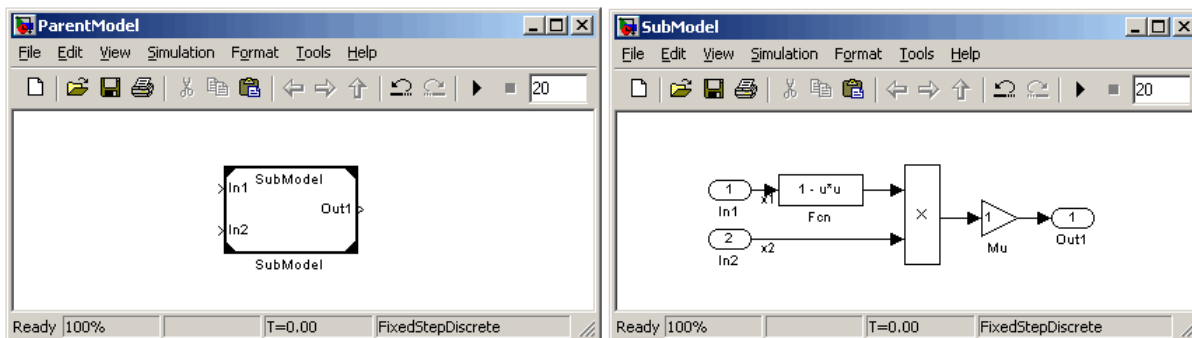 ParentModel
File Edit View Simulation Format Tools Help
20
SubModel
In1
Out1
In2
SubModel
Ready 100% T=0.00 FixedStepDiscrete
SubModel
File Edit View Simulation Format Tools Help
20
1 1 - u*u
x1
In1 Fcn
× 1 1
2
x2
In2 Mu Out1
Ready 100% T=0.00 FixedStepDiscrete